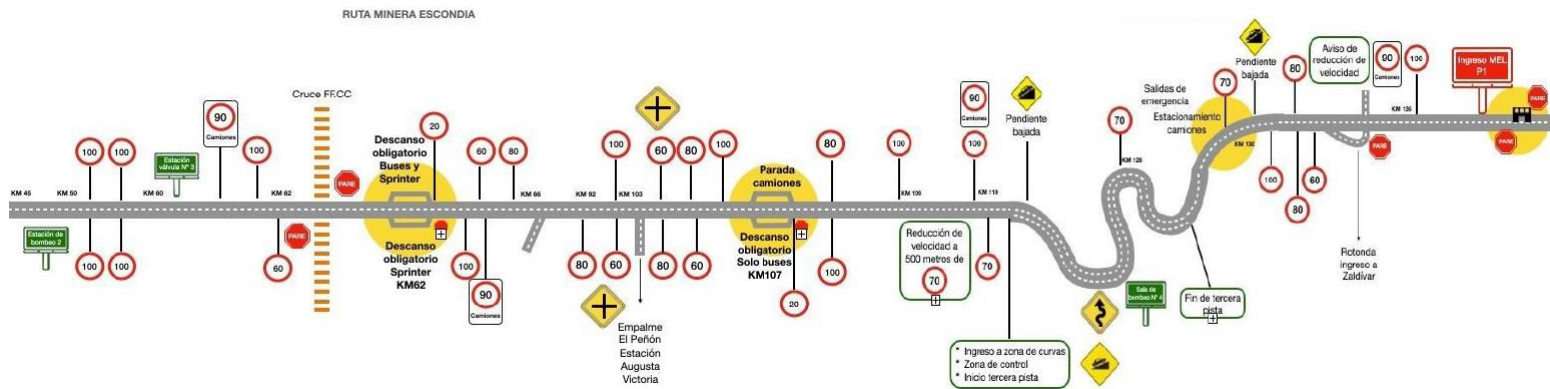 RUTA MINERA ESCONDIA
Cruce FF.CC
KM 45
KM 50
100
100
KM 60
Estación
válvula Nº 3
90
Camiones
100
KM 62
PARE
Descanso
obligatorio
Buses y
Sprinter
20
60
80
KM 66
KM 92
100
KM 103
60
80
100
Parada
camiones
80
100
90
Camiones
100
KM 119
Pendiente
bajada
70
Salidas de
emergencia
Estacionamiento
camiones
70
KM 130
Pendiente
bajada
80
Aviso de
reducción de
velocidad
90
Camiones
100
KM 135
Ingreso MEL
P1
PARE
PARE
Estación de
bombeo 2
100
100
60
PARE
Descanso
obligatorio
Sprinter
KM62
100
90
Camiones
80
60
Empalme
El Peñón
Estación
Augusta
Victoria
80
60
Descanso
obligatorio
Solo buses
KM107
20
100
Reducción de
velocidad a
500 metros de
70
70
* Ingreso a zona de curvas
* Zona de control
* Inicio tercera pista
Sala de
bombeo Nº 4
Fin de tercera
pista
100
80
60
PARE
Rotonda
ingreso a
Zaldívar